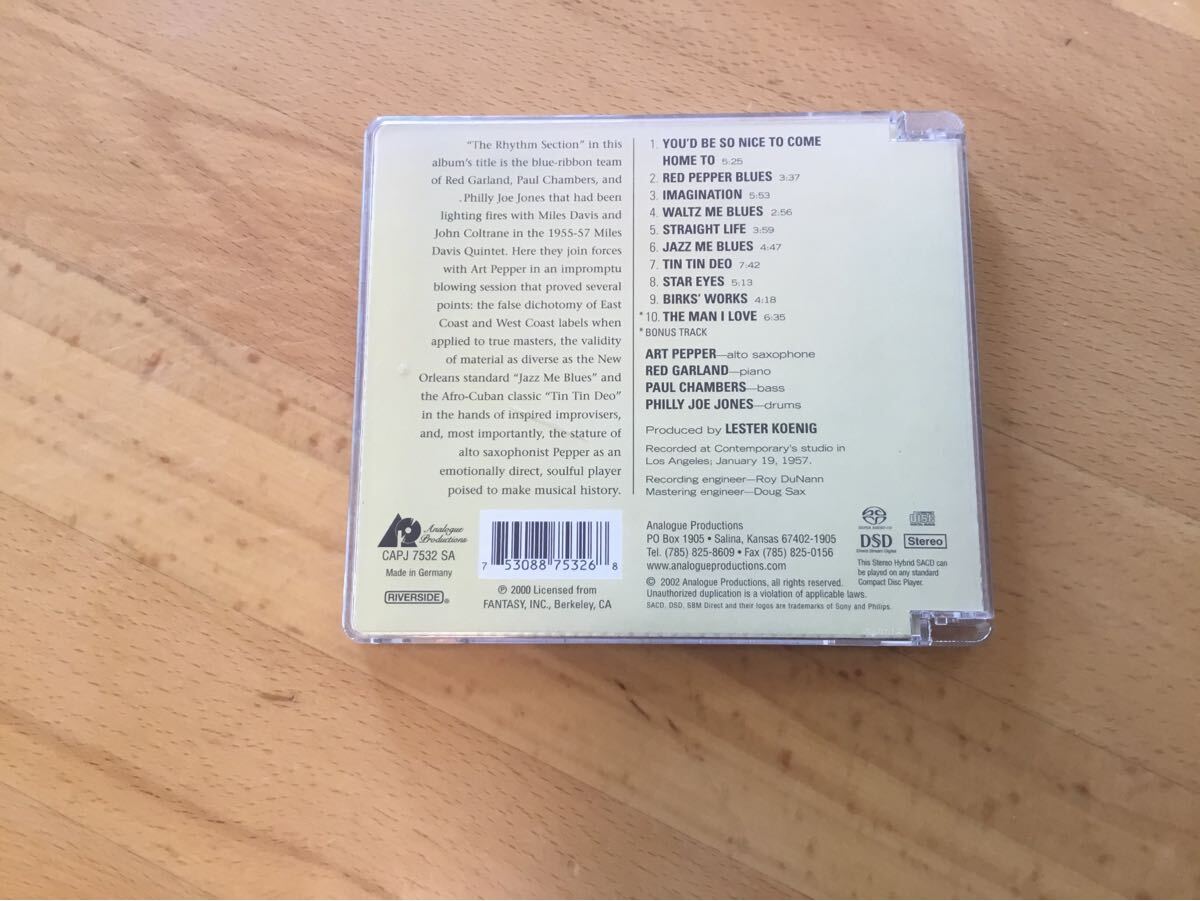 “The Rhythm Section” in this
album’s title is the blue-ribbon team
of Red Garland, Paul Chambers, and
Philly Joe Jones that had been
lighting fires with Miles Davis and
John Coltrane in the 1955-57 Miles
Davis Quintet. Here they join forces
with Art Pepper in an impromptu
blowing session that proved several
points: the false dichotomy of East
Coast and West Coast labels when
applied to true masters, the validity
of material as diverse as the New
Orleans standard “Jazz Me Blues” and
the Afro-Cuban classic “Tin Tin Deo”
in the hands of inspired improvisers,
and, most importantly, the stature of
alto saxophonist Pepper as an
emotionally direct, soulful player
poised to make musical history.
1. YOU’D BE SO NICE TO COME
HOME TO 5:25
2. RED PEPPER BLUES 3:37
3. IMAGINATION 5:53
4. WALTZ ME BLUES 2:56
5. STRAIGHT LIFE 3:59
6. JAZZ ME BLUES 4:47
7. TIN TIN DEO 7:42
8. STAR EYES 5:13
9. BIRKS’ WORKS 4:18
*10. THE MAN I LOVE 6:35
*BONUS TRACK
ART PEPPER—alto saxophone
RED GARLAND—piano
PAUL CHAMBERS—bass
PHILLY JOE JONES—drums
Produced by LESTER KOENIG
Recorded at Contemporary’s studio in
Los Angeles; January 19, 1957.
Recording engineer—Roy DuNann
Mastering engineer—Doug Sax
Analogue
Productions
CAPJ 7532 SA
Made in Germany
RIVERSIDE®
7 53088 75326 8
℗ 2000 Licensed from
FANTASY, INC., Berkeley, CA
Analogue Productions
PO Box 1905 • Salina, Kansas 67402-1905
Tel. (785) 825-8609 • Fax (785) 825-0156
www.analogueproductions.com
© 2002 Analogue Productions, all rights reserved.
Unauthorized duplication is a violation of applicable laws.
SACD, DSD, SBM Direct and their logos are trademarks of Sony and Philips.
SUPER AUDIO CD
DSD
Direct Stream Digital
disc
DIGITAL AUDIO
Stereo
This Stereo Hybrid SACD can
be played on any standard
Compact Disc Player.